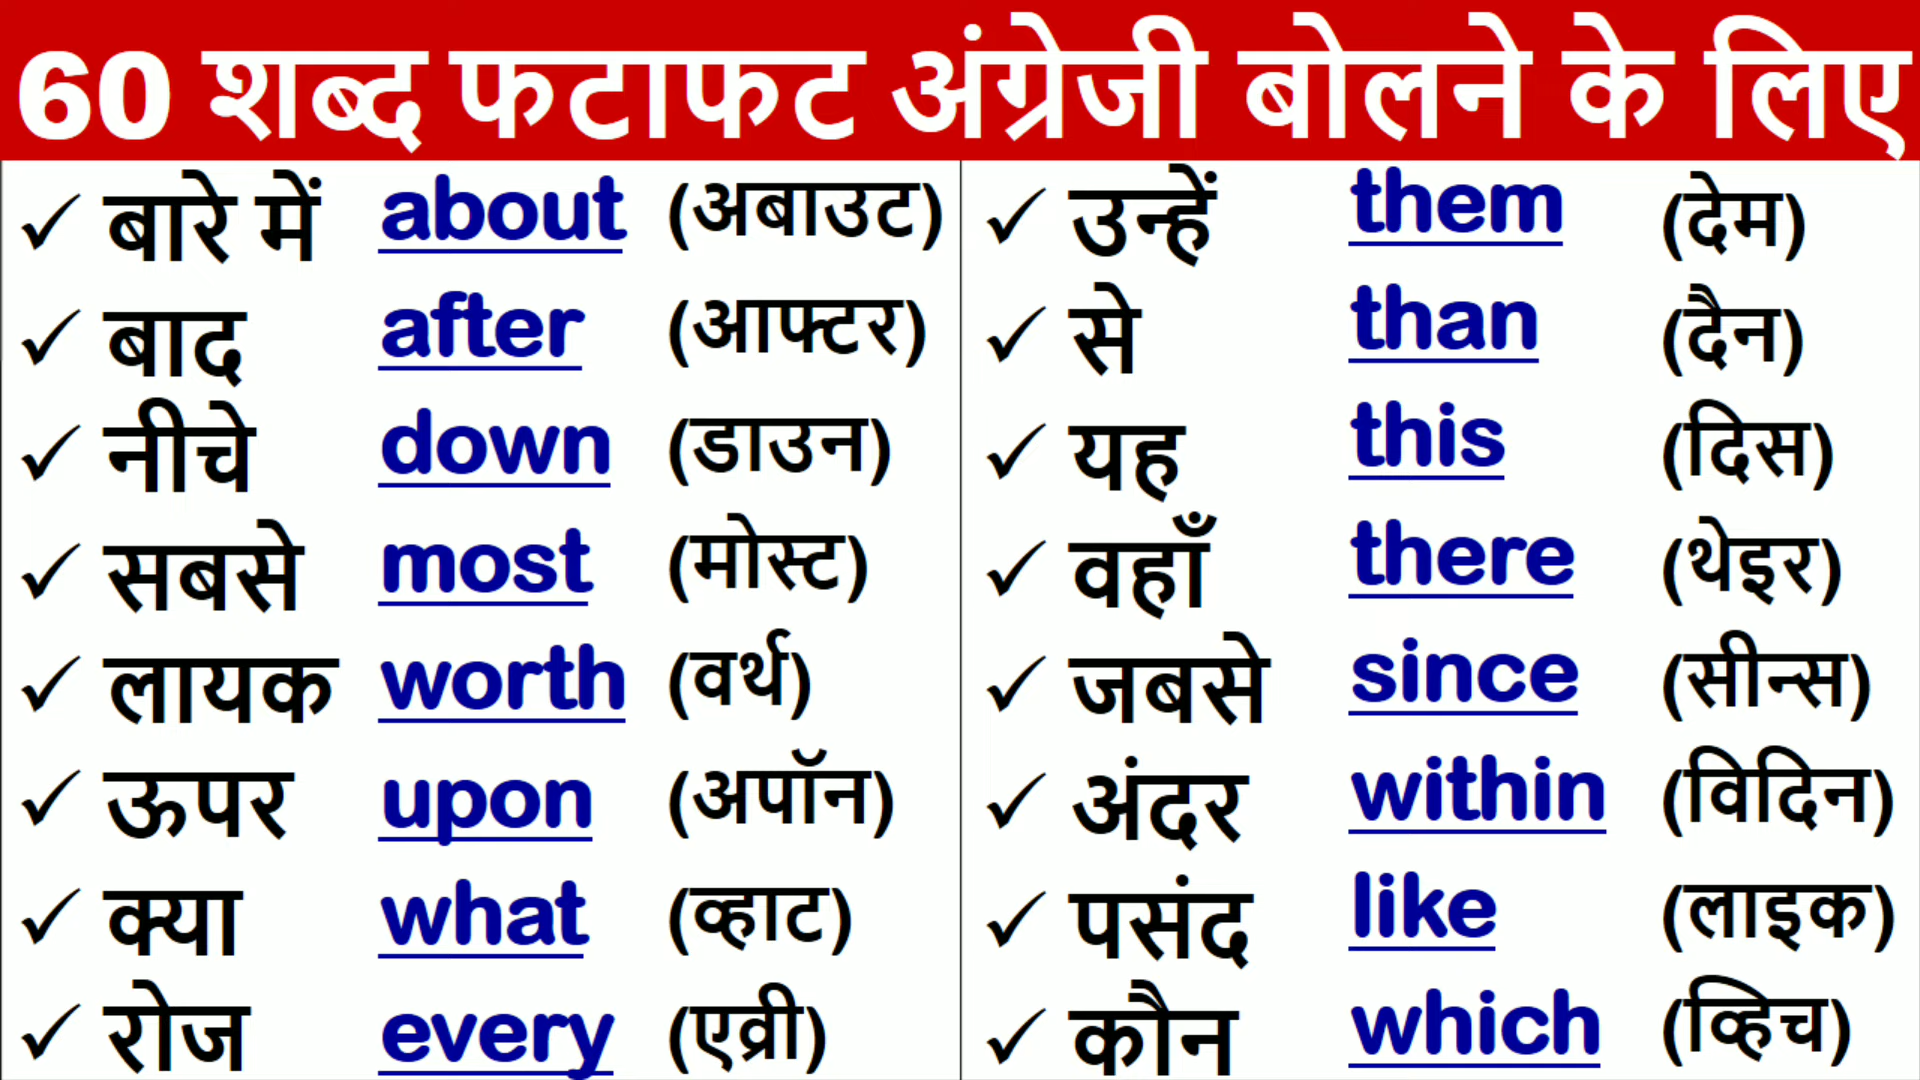 60 शब्द फटाफट अंग्रेजी बोलने के लिए
✓ बारे में about (अबाउट)
✓ बाद after (आफ्टर)
✓ नीचे down (डाउन)
✓ सबसे most (मोस्ट)
✓ लायक worth (वर्थ)
✓ ऊपर upon (अपॉन)
✓ क्या what (व्हाट)
✓ रोज every (एव्री)
✓ उन्हें them (देम)
✓ से than (दैन)
✓ यह this (दिस)
✓ वहाँ there (थेइर)
✓ जबसे since (सीन्स)
✓ अंदर within (विदिन)
✓ पसंद like (लाइक)
✓ कौन which (व्हिच)